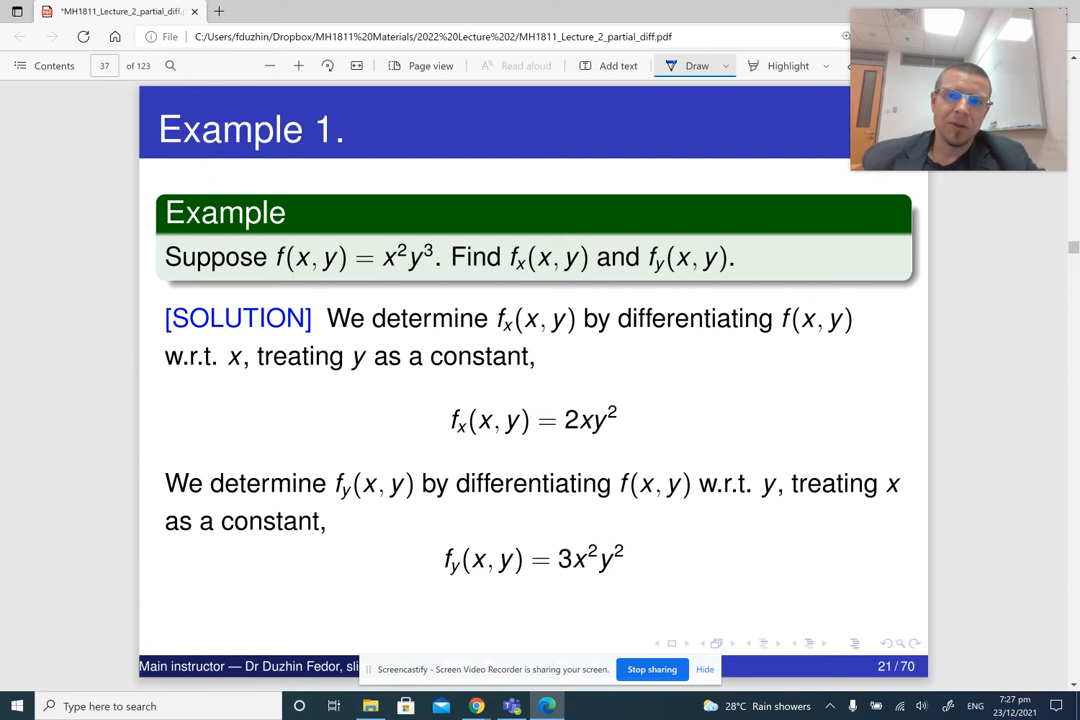 *MH1811_Lecture_2_partial_diff.
File C:/Users/fduzhin/Dropbox/MH1811%20Materials/2022%20Lecture%202/MH1811_Lecture_2_partial_diff.pdf
Contents 37 of 123 Page view Read aloud Add text Draw Highlight
Example 1.
Example
Suppose f(x, y) = x²y³. Find fₓ(x, y) and f_y(x, y).
[SOLUTION] We determine fₓ(x, y) by differentiating f(x, y)
w.r.t. x, treating y as a constant,
fₓ(x, y) = 2xy²
We determine f_y(x, y) by differentiating f(x, y) w.r.t. y, treating x
as a constant,
f_y(x, y) = 3x²y²
Main instructor — Dr Duzhin Fedor, sli
21 / 70
Screencastify - Screen Video Recorder is sharing your screen. Stop sharing Hide
Type here to search
28°C Rain showers
ENG
7:27 pm
23/12/2021